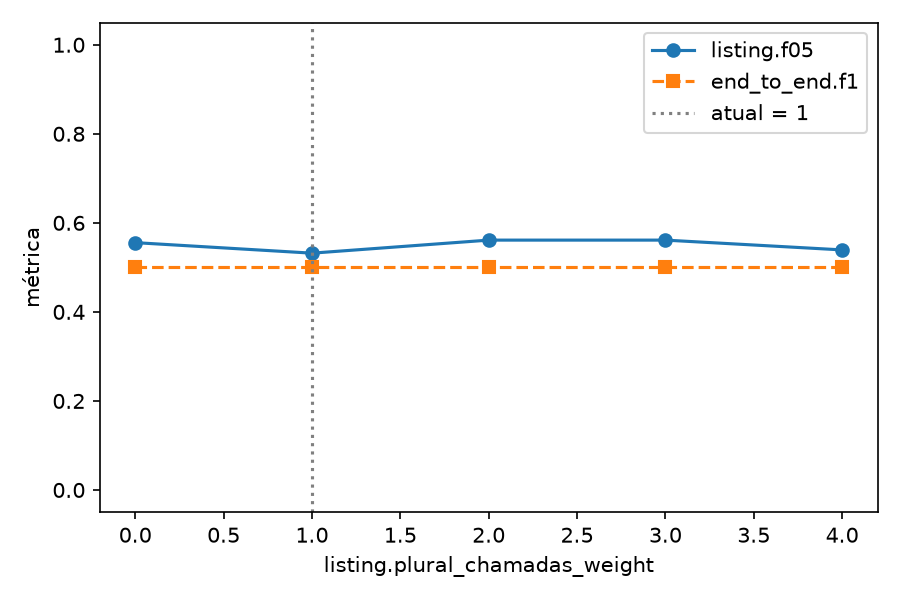 listing.f05
end_to_end.f1
atual = 1
métrica
1.0
0.8
0.6
0.4
0.2
0.0
0.0 0.5 1.0 1.5 2.0 2.5 3.0 3.5 4.0
listing.plural_chamadas_weight